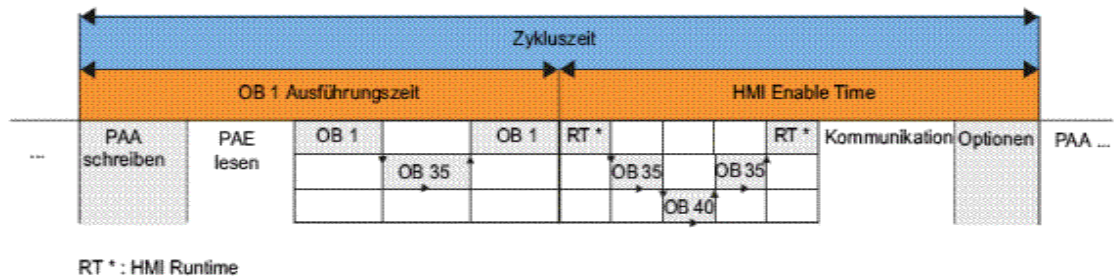 Zykluszeit
OB 1 Ausführungszeit HMI Enable Time
... PAA schreiben PAE lesen OB 1 OB 1 RT * RT * Kommunikation Optionen PAA ...
OB 35 OB 35 OB 35
OB 40
RT * : HMI Runtime